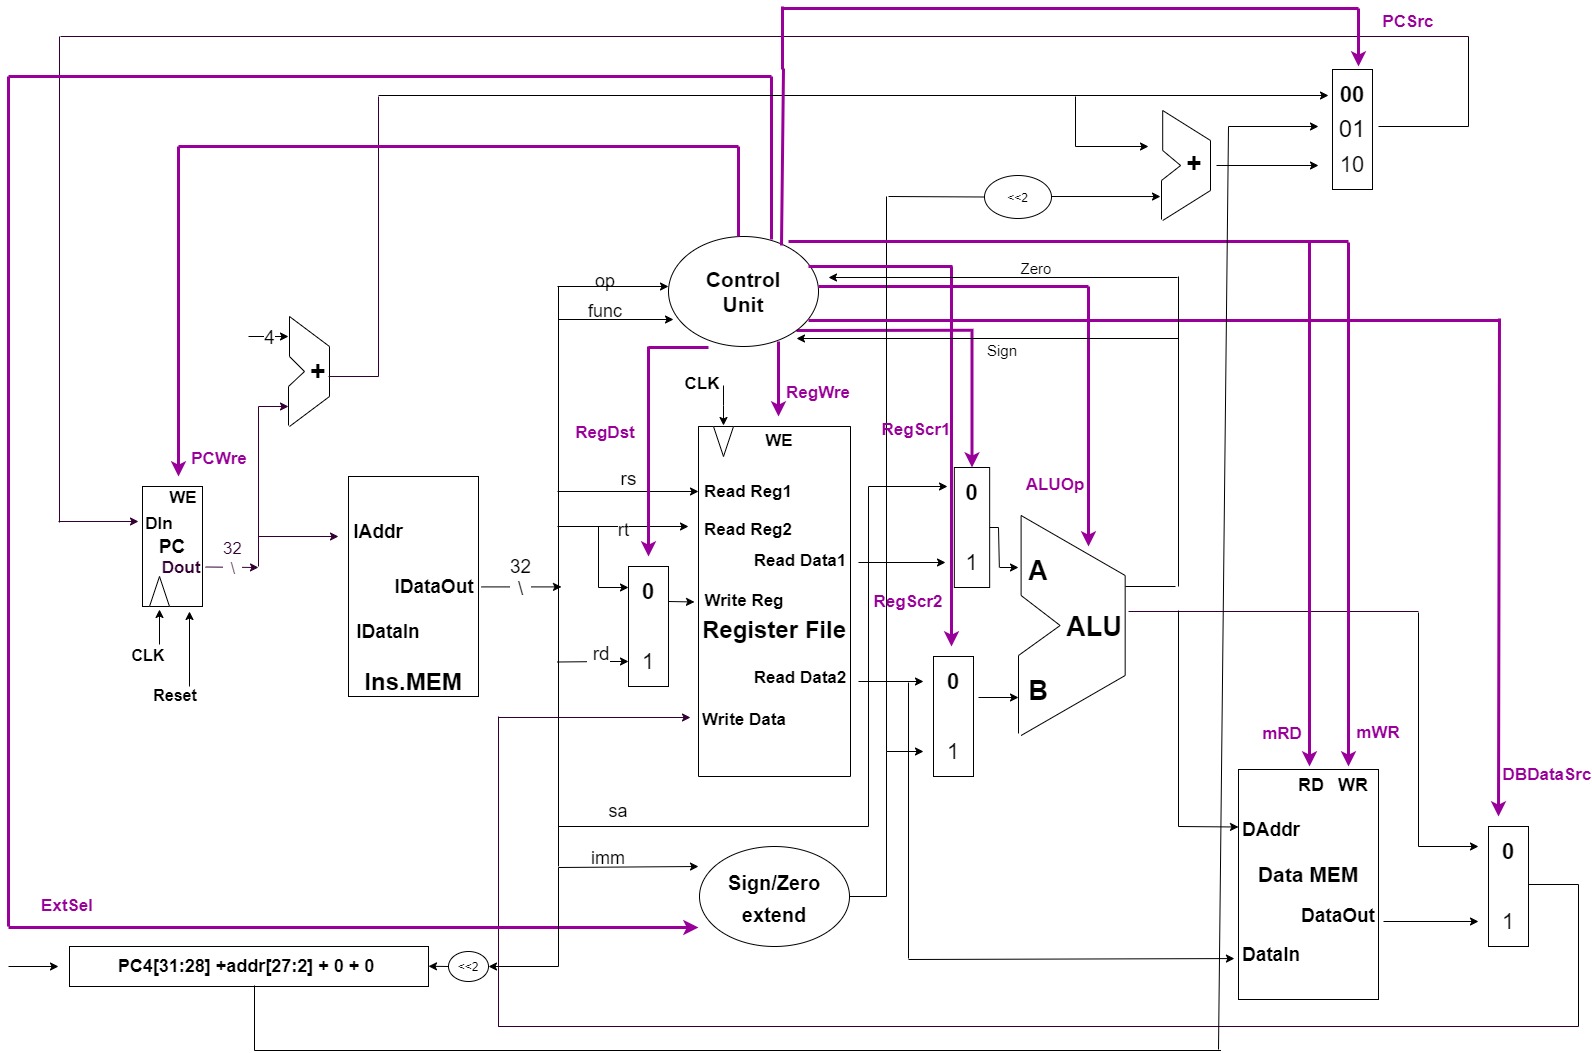 PCSrc
00
01
10
+
<<2
Control
Unit
op
func
Zero
Sign
4
+
CLK
RegWre
RegDst
WE
RegScr1
PCWre
rs
Read Reg1
0
ALUOp
WE
DIn
PC
Dout
32
\
IAddr
IDataOut
IDataIn
Ins.MEM
32
\
rt
Read Reg2
Read Data1
1
A
0
Write Reg
RegScr2
Register File
ALU
rd
1
Read Data2
0
B
Write Data
1
CLK
Reset
mRD
mWR
RD
WR
DBDataSrc
sa
DAddr
imm
0
Sign/Zero
extend
Data MEM
ExtSel
DataOut
1
DataIn
PC4[31:28] +addr[27:2] + 0 + 0
<<2